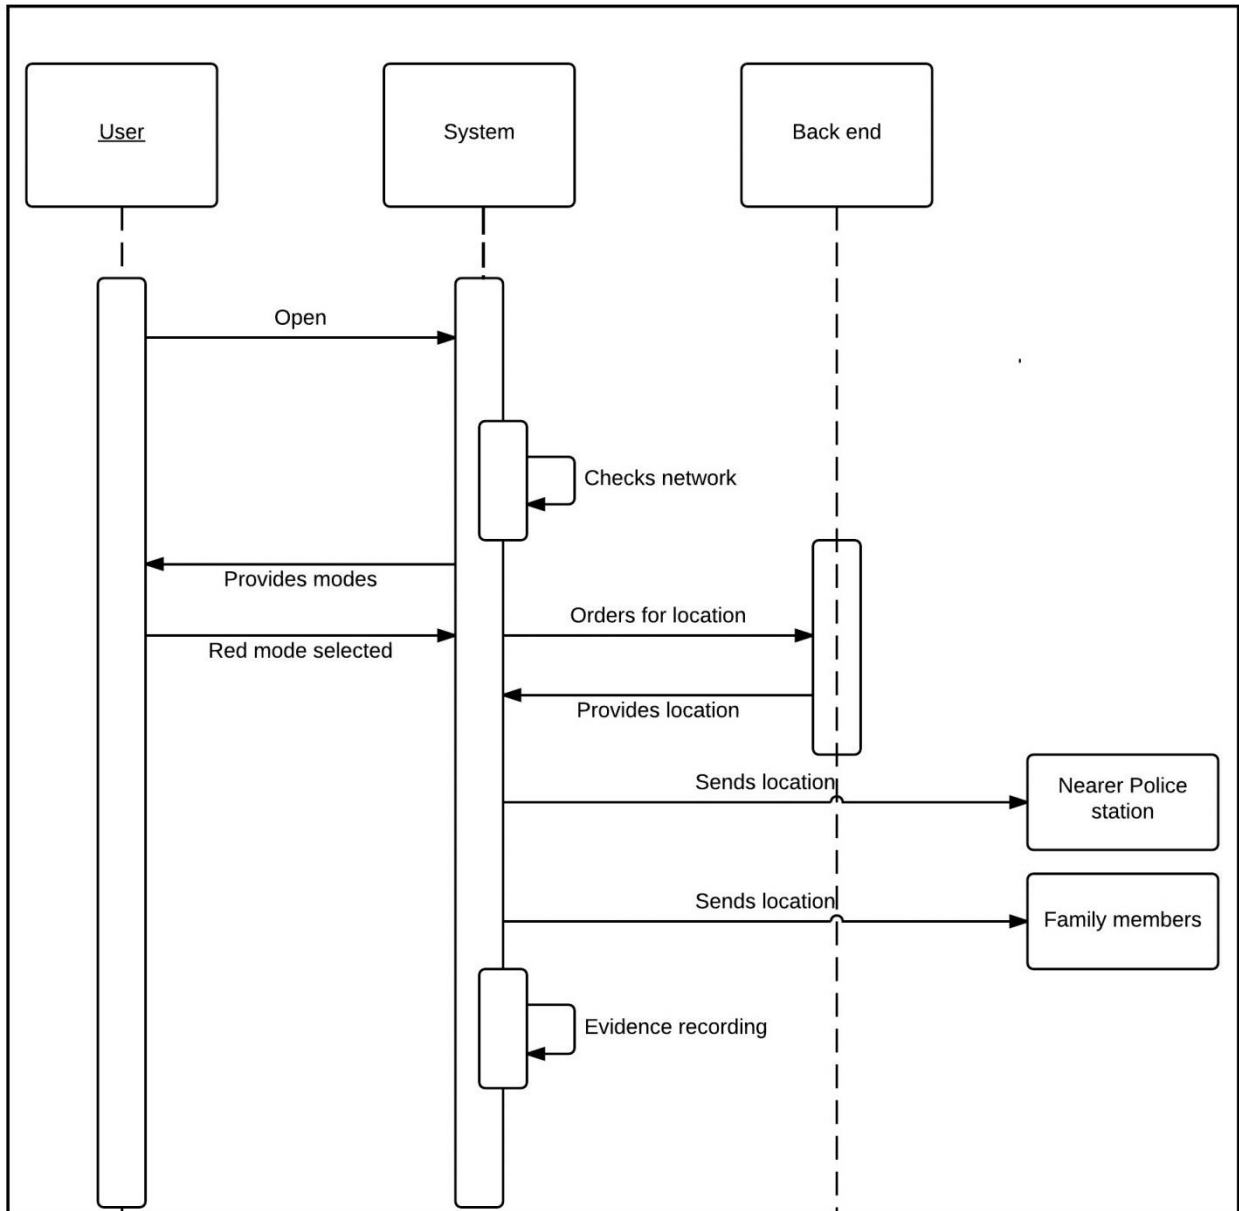 User
System
Back end
Open
Checks network
Provides modes
Orders for location
Red mode selected
Provides location
Sends location
Nearer Police
station
Sends location
Family members
Evidence recording